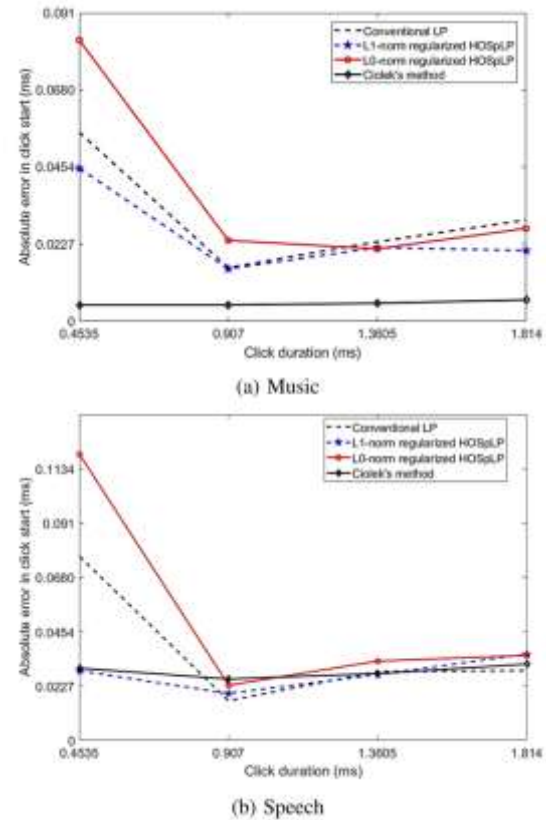 0.091
0.0680
0.0454
0.0227
0
Absolute error in click start (ms)
Conventional LP
L1-norm regularized HOSpLP
L0-norm regularized HOSpLP
Ciolek's method
0.4535 0.907 1.3605 1.814
Click duration (ms)
(a) Music
0.1134
0.091
0.0680
0.0454
0.0227
0
Absolute error in click start (ms)
Conventional LP
L1-norm regularized HOSpLP
L0-norm regularized HOSpLP
Ciolek's method
0.4535 0.907 1.3605 1.814
Click duration (ms)
(b) Speech